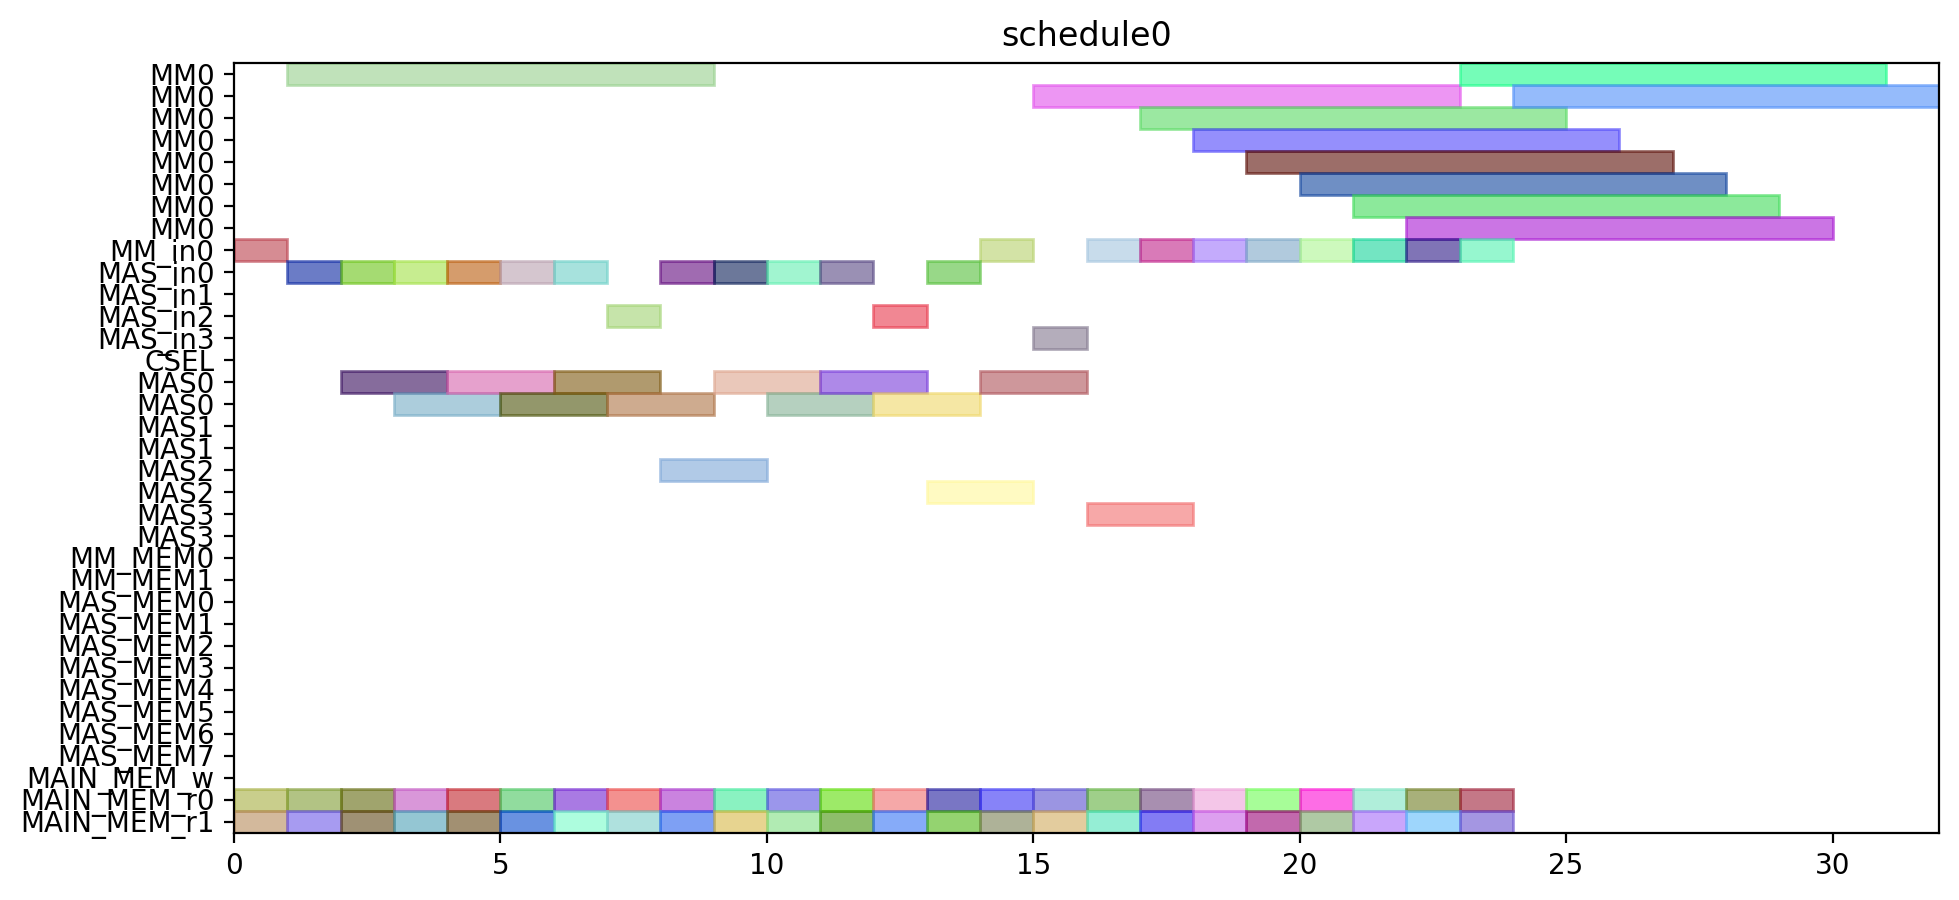 schedule0
MM0
MM0
MM0
MM0
MM0
MM0
MM0
MM0
MM_in0
MAS_in0
MAS_in1
MAS_in2
MAS_in3
CSEL
MAS0
MAS0
MAS1
MAS1
MAS2
MAS2
MAS3
MAS3
MM_MEM0
MM_MEM1
MAS_MEM0
MAS_MEM1
MAS_MEM2
MAS_MEM3
MAS_MEM4
MAS_MEM5
MAS_MEM6
MAS_MEM7
MAIN_MEM_w
MAIN_MEM_r0
MAIN_MEM_r1
0 5 10 15 20 25 30